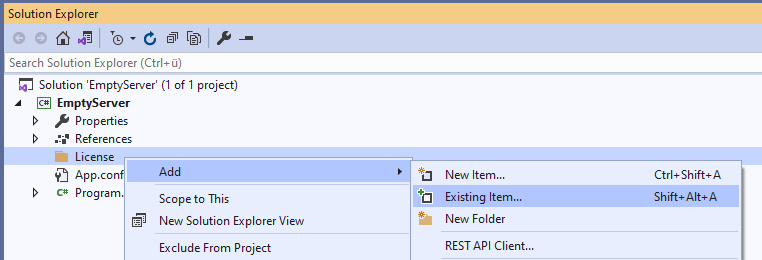 Solution Explorer
Search Solution Explorer (Ctrl+ü)
Solution 'EmptyServer' (1 of 1 project)
C# EmptyServer
Properties
References
License
App.conf
Program.
Add
Scope to This
New Solution Explorer View
Exclude From Project
New Item... Ctrl+Shift+A
Existing Item... Shift+Alt+A
New Folder
REST API Client...